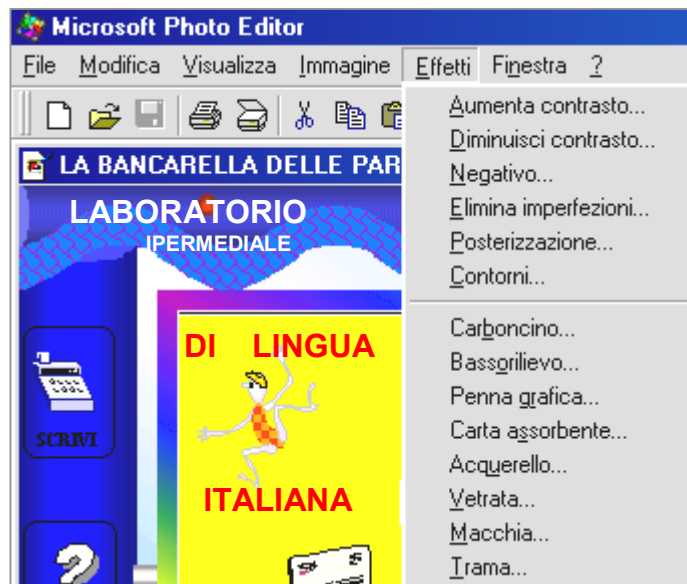 Microsoft Photo Editor
File Modifica Visualizza Immagine Effetti Finestra ?
LA BANCARELLA DELLE PAR
LABORATORIO
IPERMEDIALE
DI LINGUA
SCRIVI
ITALIANA
?
Aumenta contrasto...
Diminuisci contrasto...
Negativo...
Elimina imperfezioni...
Posterizzazione...
Contorni...
Carboncino...
Bassorilievo...
Penna grafica...
Carta assorbente...
Acquerello...
Vetrata...
Macchia...
Trama...